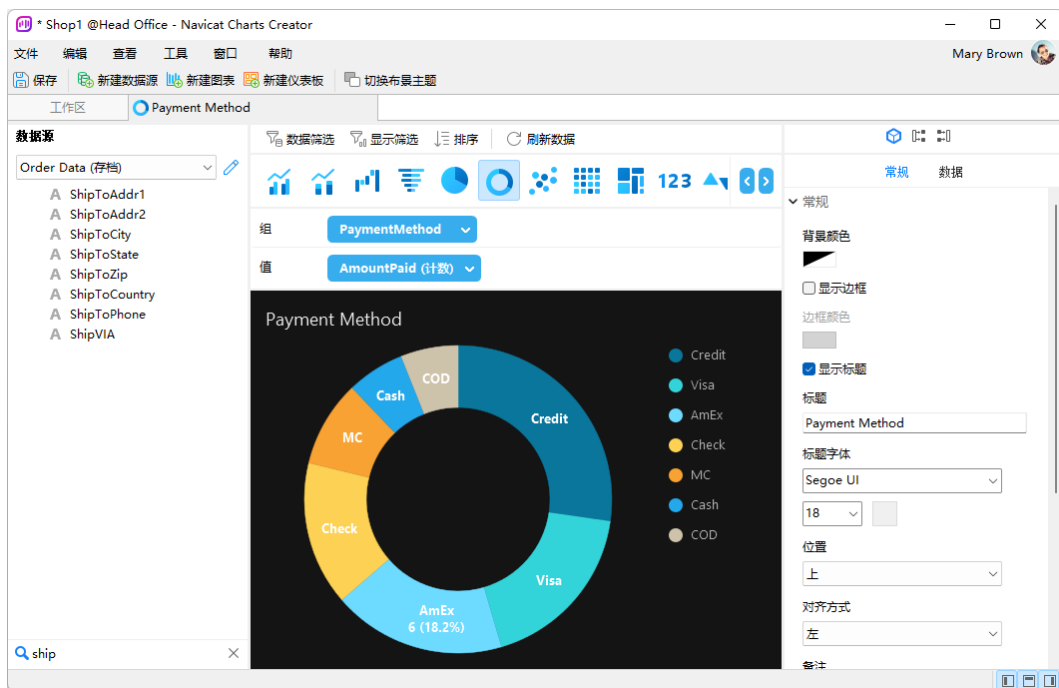 * Shop1 @Head Office - Navicat Charts Creator
文件 编辑 查看 工具 窗口 帮助
Mary Brown
保存 新建数据源 新建图表 新建仪表板 切换布景主题
工作区 Payment Method
数据源
Order Data (存档)
A ShipToAddr1
A ShipToAddr2
A ShipToCity
A ShipToState
A ShipToZip
A ShipToCountry
A ShipToPhone
A ShipVIA
ship
数据筛选 显示筛选 排序 刷新数据
123
组 PaymentMethod
值 AmountPaid (计数)
Payment Method
COD
Cash
Credit
MC
Check
Visa
AmEx
6 (18.2%)
Credit
Visa
AmEx
Check
MC
Cash
COD
常规 数据
常规
背景颜色
显示边框
边框颜色
显示标题
标题
Payment Method
标题字体
Segoe UI
18
位置
上
对齐方式
左
备注